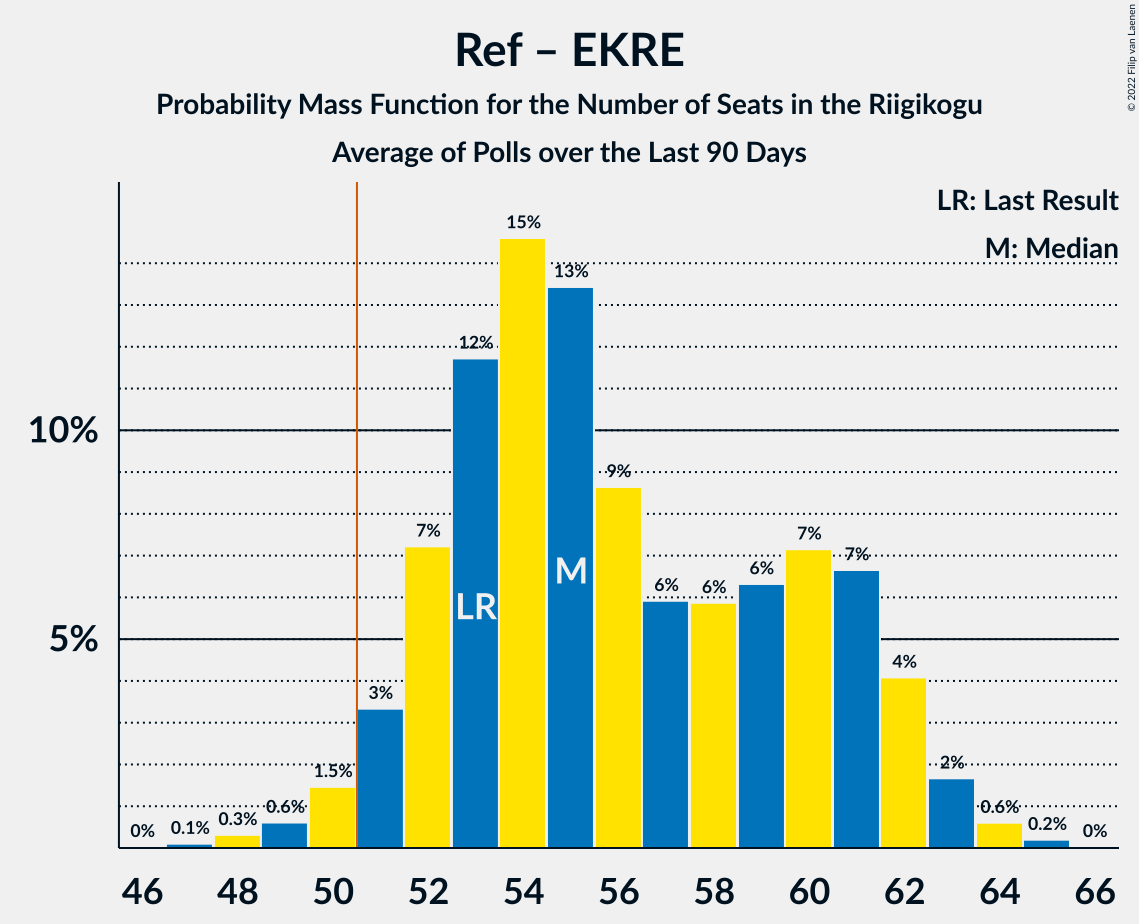 Ref – EKRE
Probability Mass Function for the Number of Seats in the Riigikogu
Average of Polls over the Last 90 Days
© 2022 Filip van Laenen
LR: Last Result
M: Median
10%
5%
0%
0.1%
0.3%
0.6%
1.5%
3%
7%
12%
15%
13%
9%
6%
6%
6%
7%
7%
4%
2%
0.6%
0.2%
0%
LR
M
46 48 50 52 54 56 58 60 62 64 66